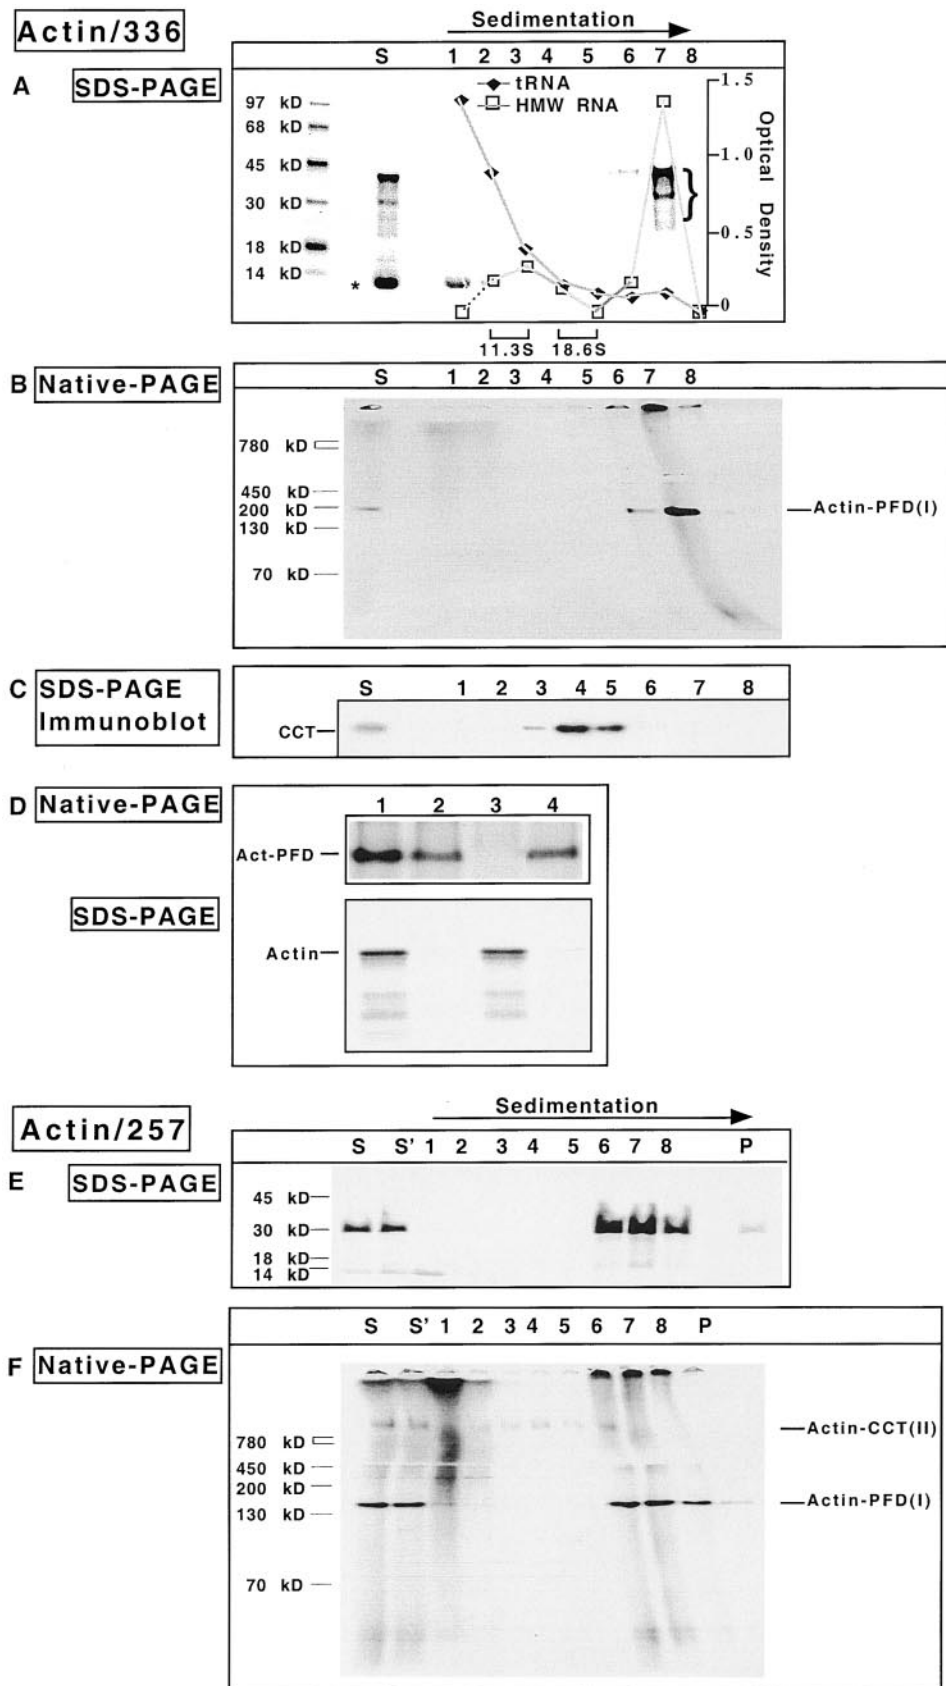 Actin/336
Sedimentation
S 1 2 3 4 5 6 7 8
A SDS-PAGE
tRNA
HMW RNA
97 kD
68 kD
45 kD
30 kD
18 kD
14 kD
*
}
1.5
1.0
0.5
0
Optical Density
11.3S 18.6S
B Native-PAGE
S 1 2 3 4 5 6 7 8
780 kD
450 kD
200 kD
130 kD
70 kD
Actin-PFD(I)
C SDS-PAGE
Immunoblot
S 1 2 3 4 5 6 7 8
CCT
D Native-PAGE
1 2 3 4
Act-PFD
SDS-PAGE
Actin
Actin/257
Sedimentation
S S' 1 2 3 4 5 6 7 8 P
E SDS-PAGE
45 kD
30 kD
18 kD
14 kD
S S' 1 2 3 4 5 6 7 8 P
F Native-PAGE
Actin-CCT(II)
780 kD
450 kD
200 kD
130 kD
Actin-PFD(I)
70 kD